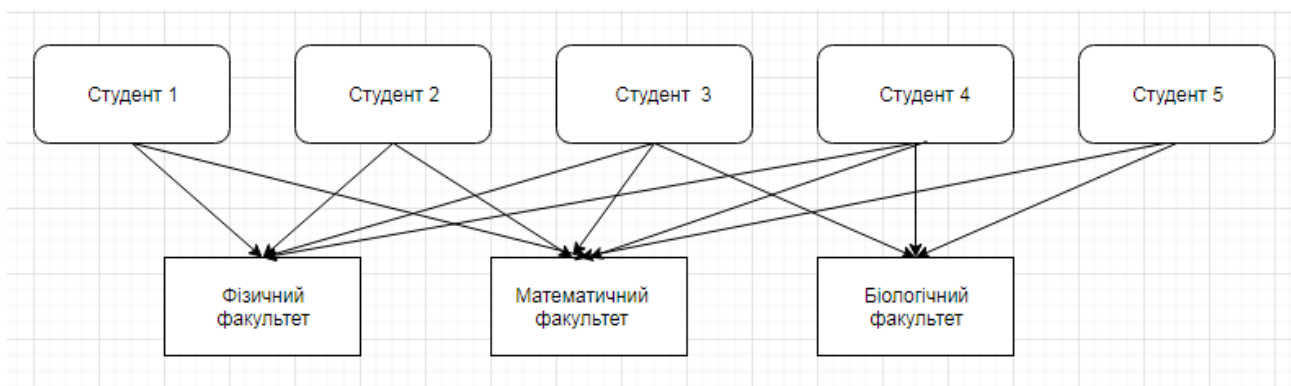 Студент 1
Студент 2
Студент 3
Студент 4
Студент 5
Фізичний
факультет
Математичний
факультет
Біологічний
факультет